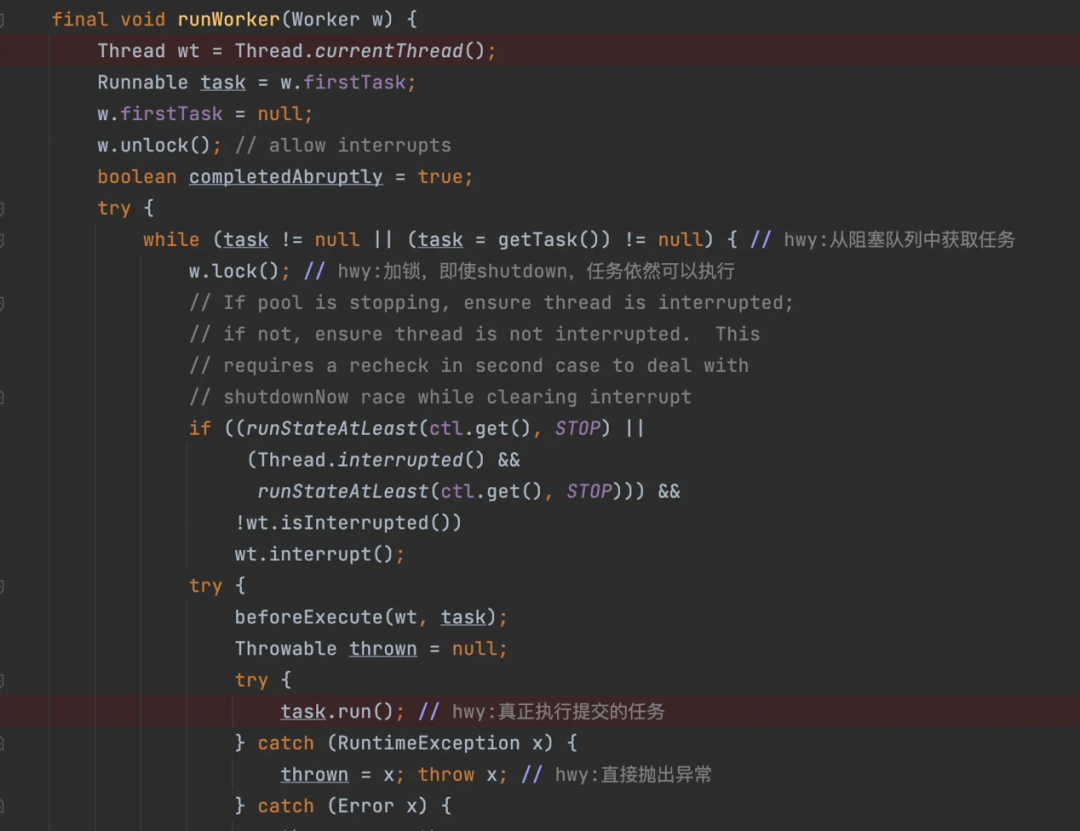 final void runWorker(Worker w) {
Thread wt = Thread.currentThread();
Runnable task = w.firstTask;
w.firstTask = null;
w.unlock(); // allow interrupts
boolean completedAbruptly = true;
try {
while (task != null || (task = getTask()) != null) { // hwy:从阻塞队列中获取任务
w.lock(); // hwy:加锁，即使shutdown，任务依然可以执行
// If pool is stopping, ensure thread is interrupted;
// if not, ensure thread is not interrupted.  This
// requires a recheck in second case to deal with
// shutdownNow race while clearing interrupt
if ((runStateAtLeast(ctl.get(), STOP) ||
(Thread.interrupted() &&
runStateAtLeast(ctl.get(), STOP))) &&
!wt.isInterrupted())
wt.interrupt();
try {
beforeExecute(wt, task);
Throwable thrown = null;
try {
task.run(); // hwy:真正执行提交的任务
} catch (RuntimeException x) {
thrown = x; throw x; // hwy:直接抛出异常
} catch (Error x) {